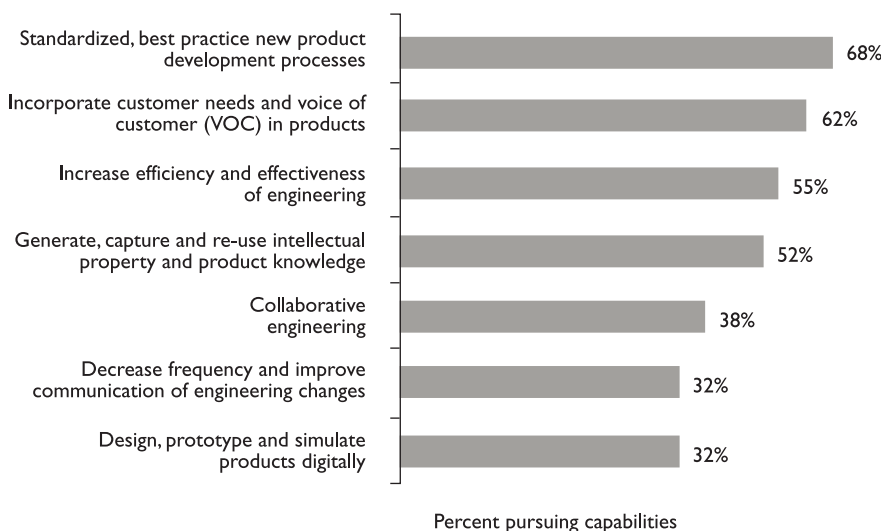 Standardized, best practice new product
development processes
68%
Incorporate customer needs and voice of
customer (VOC) in products
62%
Increase efficiency and effectiveness
of engineering
55%
Generate, capture and re-use intellectual
property and product knowledge
52%
Collaborative
engineering
38%
Decrease frequency and improve
communication of engineering changes
32%
Design, prototype and simulate
products digitally
32%
Percent pursuing capabilities